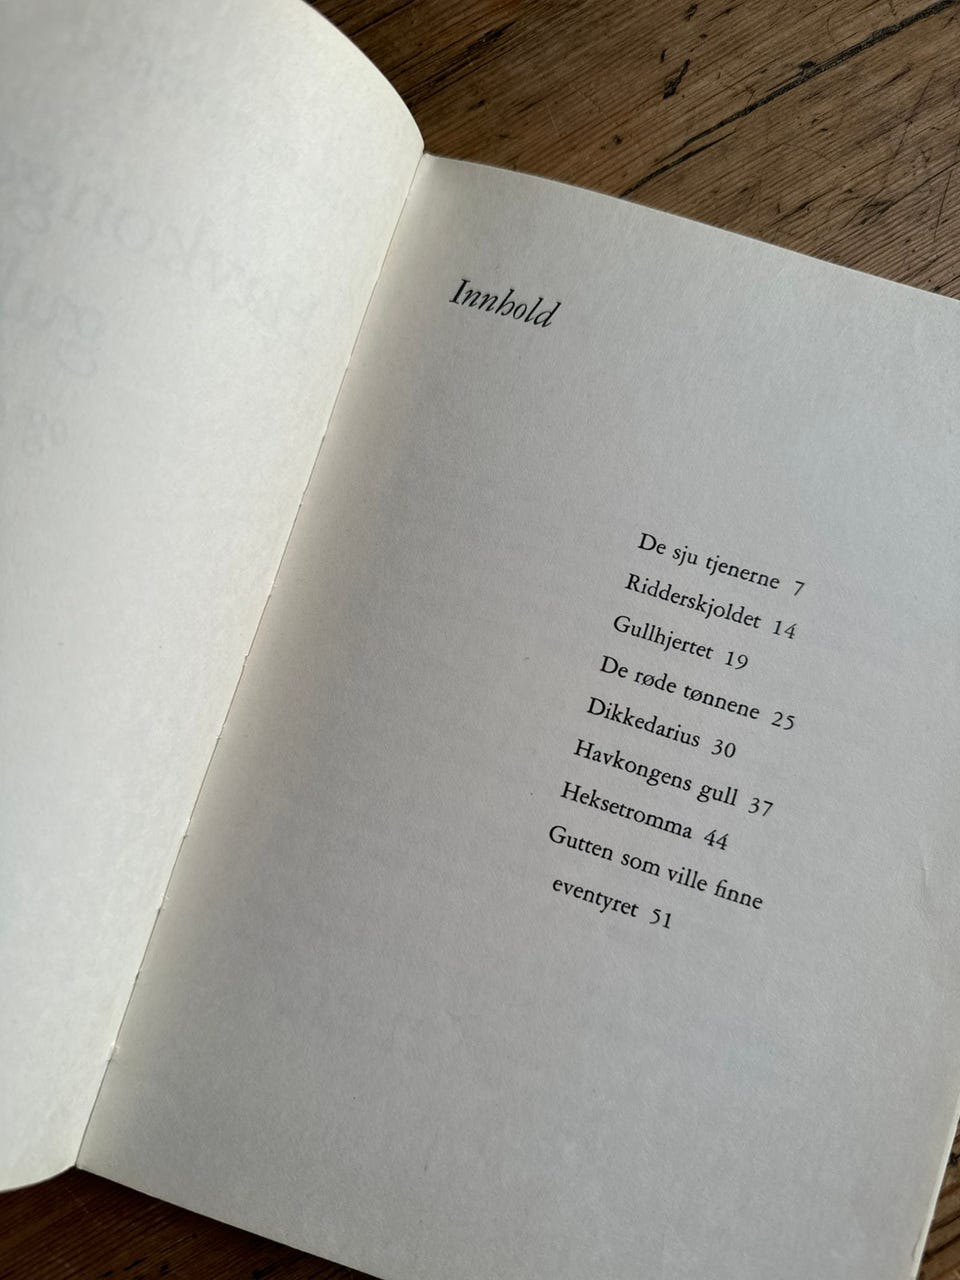 Innhold
De sju tjenerne 7
Ridderskjoldet 14
Gullhjertet 19
De røde tønnene 25
Dikkedarius 30
Havkongens gull 37
Heksetromma 44
Gutten som ville finne
eventyret 51